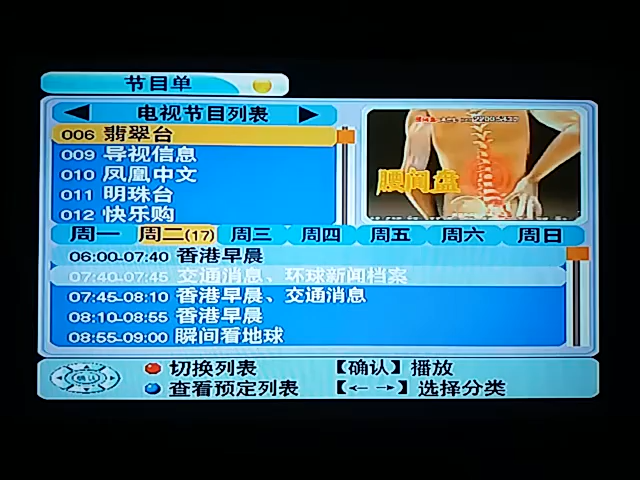 节目单
电视节目列表
006 翡翠台
009 导视信息
010 凤凰中文
011 明珠台
012 快乐购
腰间盘
周一 周二(17) 周三 周四 周五 周六 周日
06:00-07:40 香港早晨
07:40-07:45 交通消息、环球新闻档案
07:45-08:10 香港早晨、交通消息
08:10-08:55 香港早晨
08:55-09:00 瞬间看地球
确认
切换列表 【确认】播放
查看预定列表 【←→】选择分类